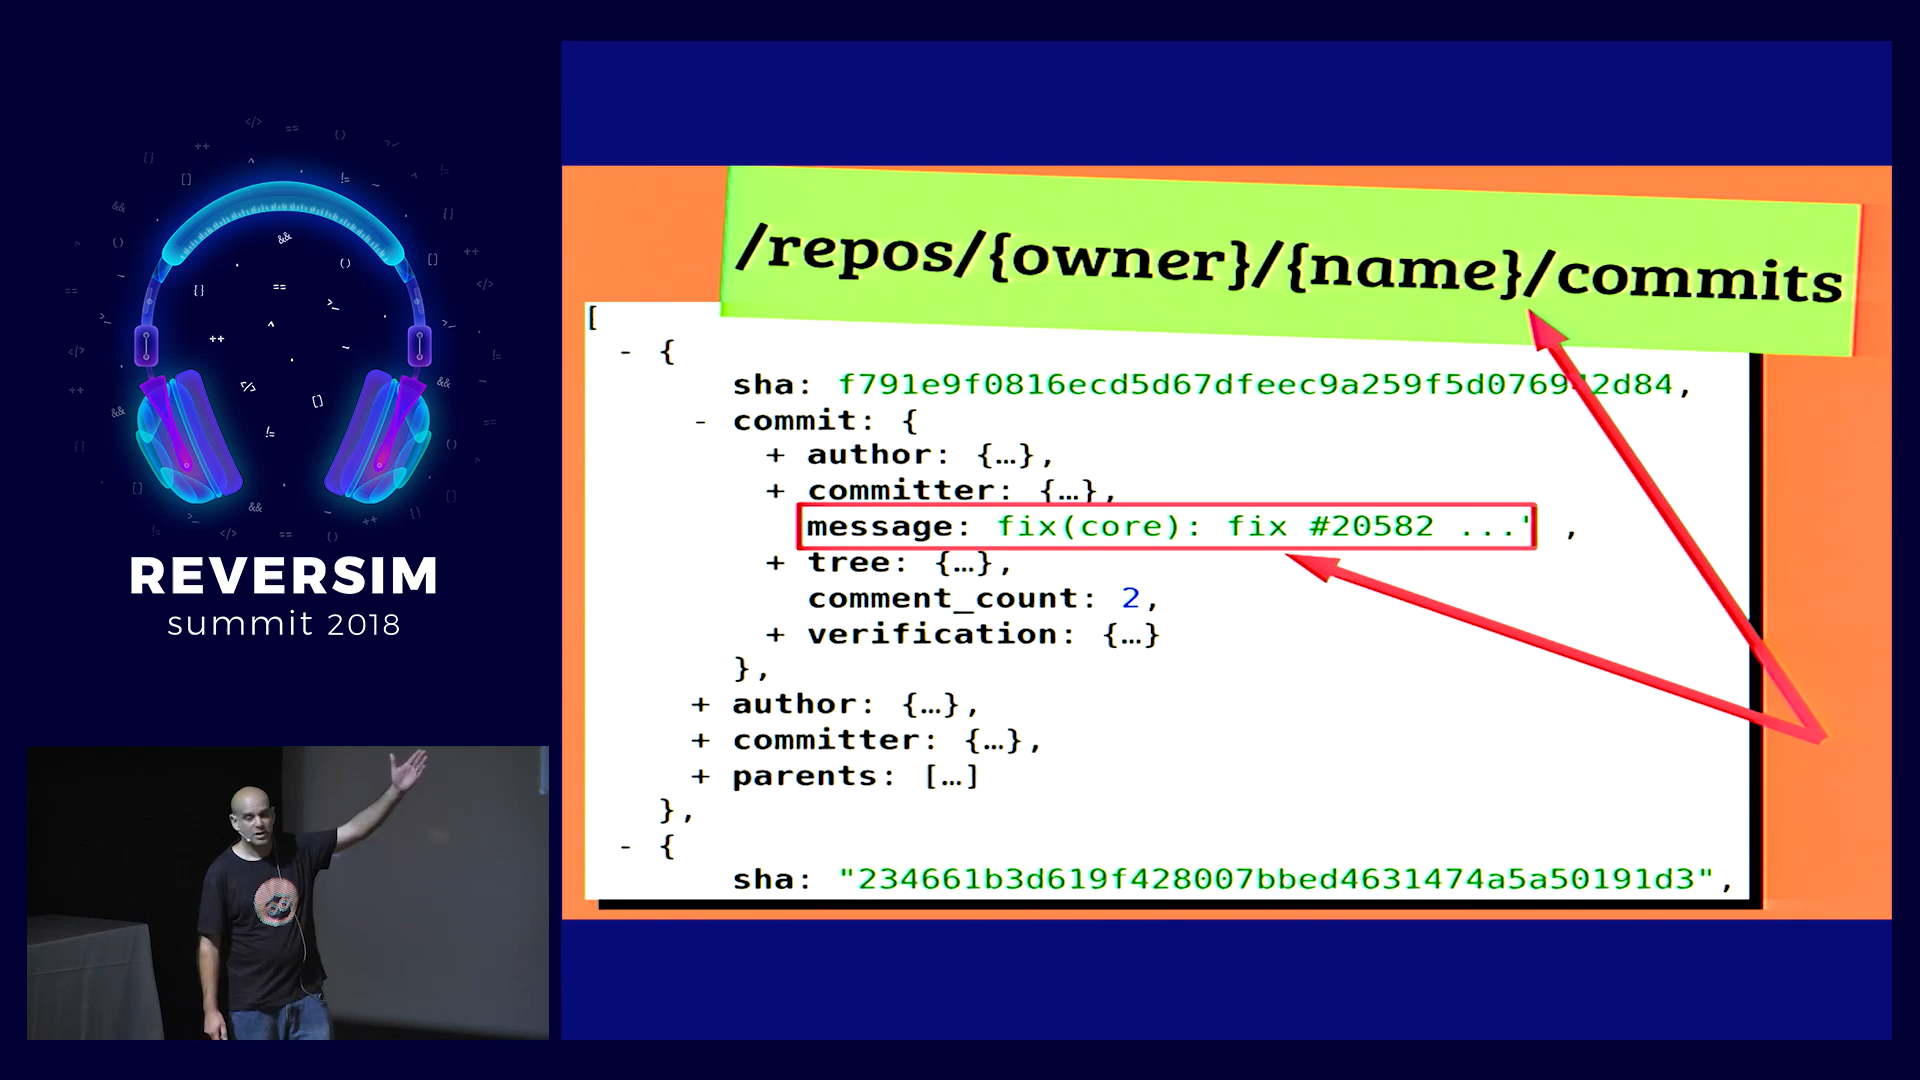 REVERSIM
summit 2018
/repos/{owner}/{name}/commits
[
- {
sha: f791e9f0816ecd5d67dfeec9a259f5d076942d84,
- commit: {
+ author: {…},
+ committer: {…},
message: fix(core): fix #20582 ...' ,
+ tree: {…},
comment_count: 2,
+ verification: {…}
},
+ author: {…},
+ committer: {…},
+ parents: […]
},
- {
sha: "234661b3d619f428007bbed4631474a5a50191d3",